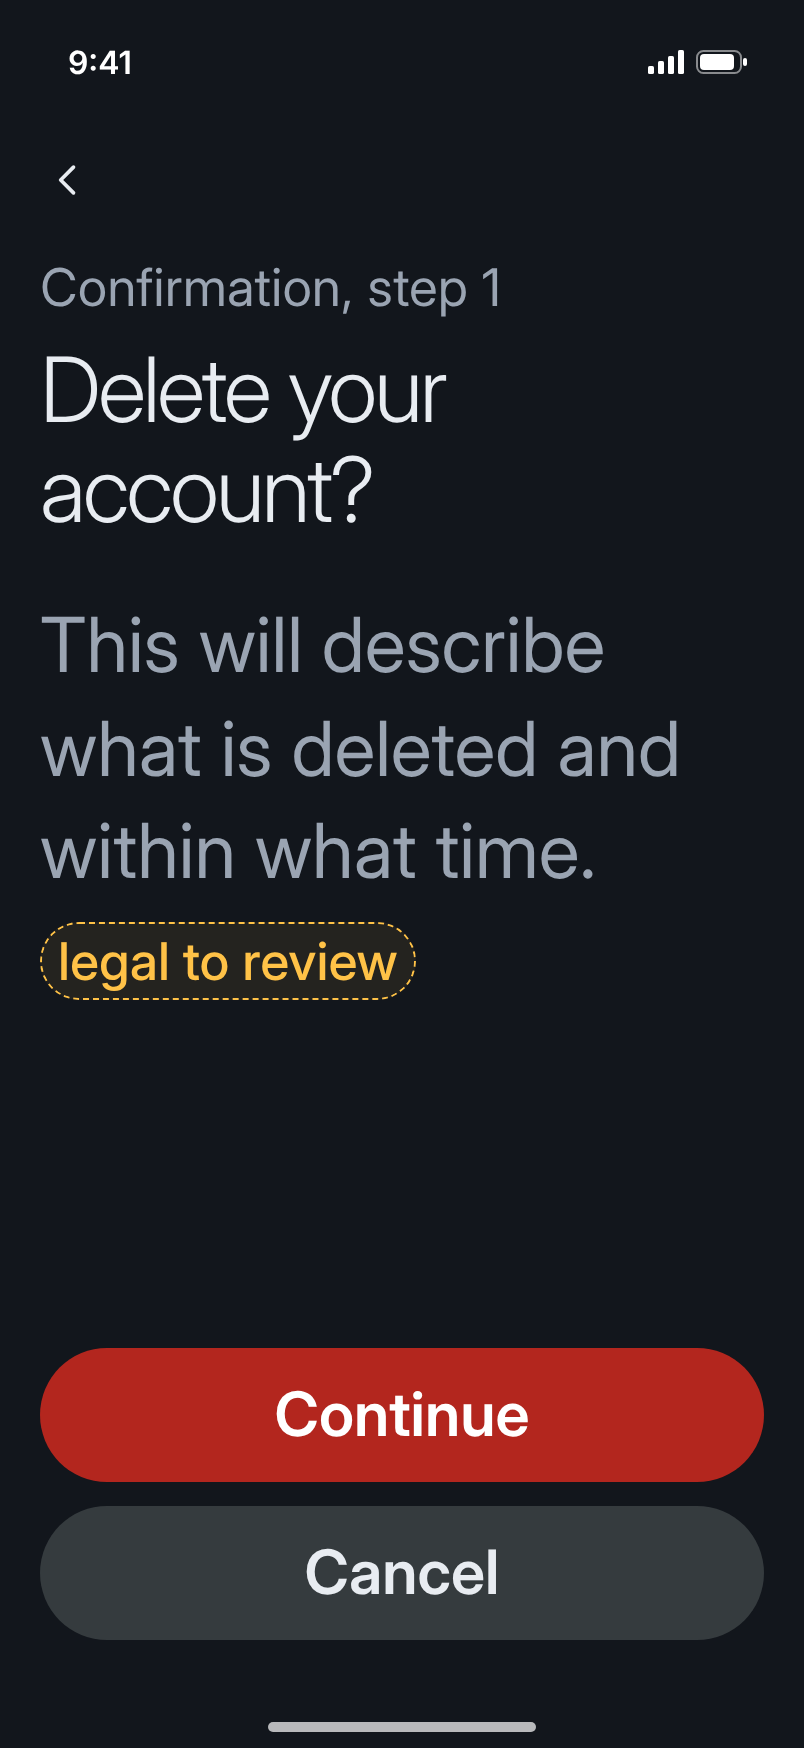 9:41
Confirmation, step 1
Delete your
account?
This will describe
what is deleted and
within what time.
legal to review
Continue
Cancel